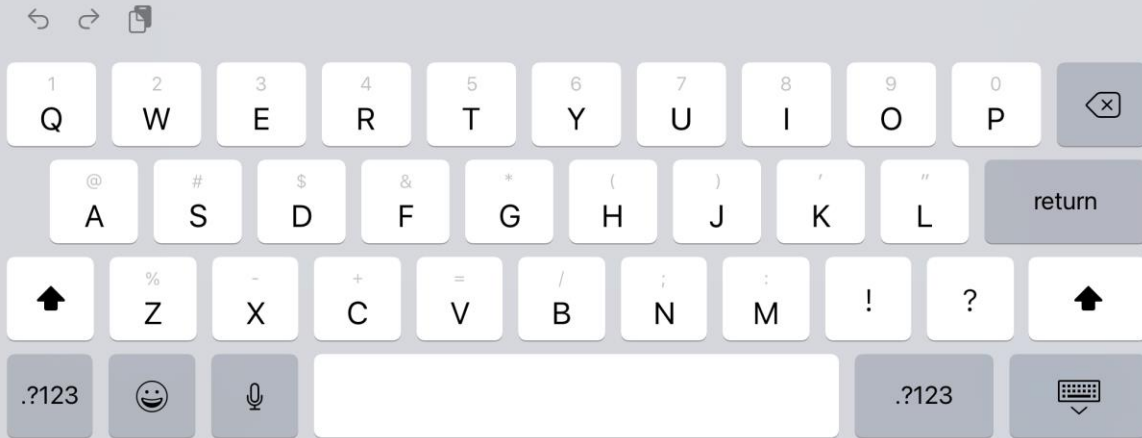 1 2 3 4 5 6 7 8 9 0
Q W E R T Y U I O P
@ # $ & * ( ) ' "
A S D F G H J K L return
% - + = / ; :
Z X C V B N M ! ?
.?123 .?123